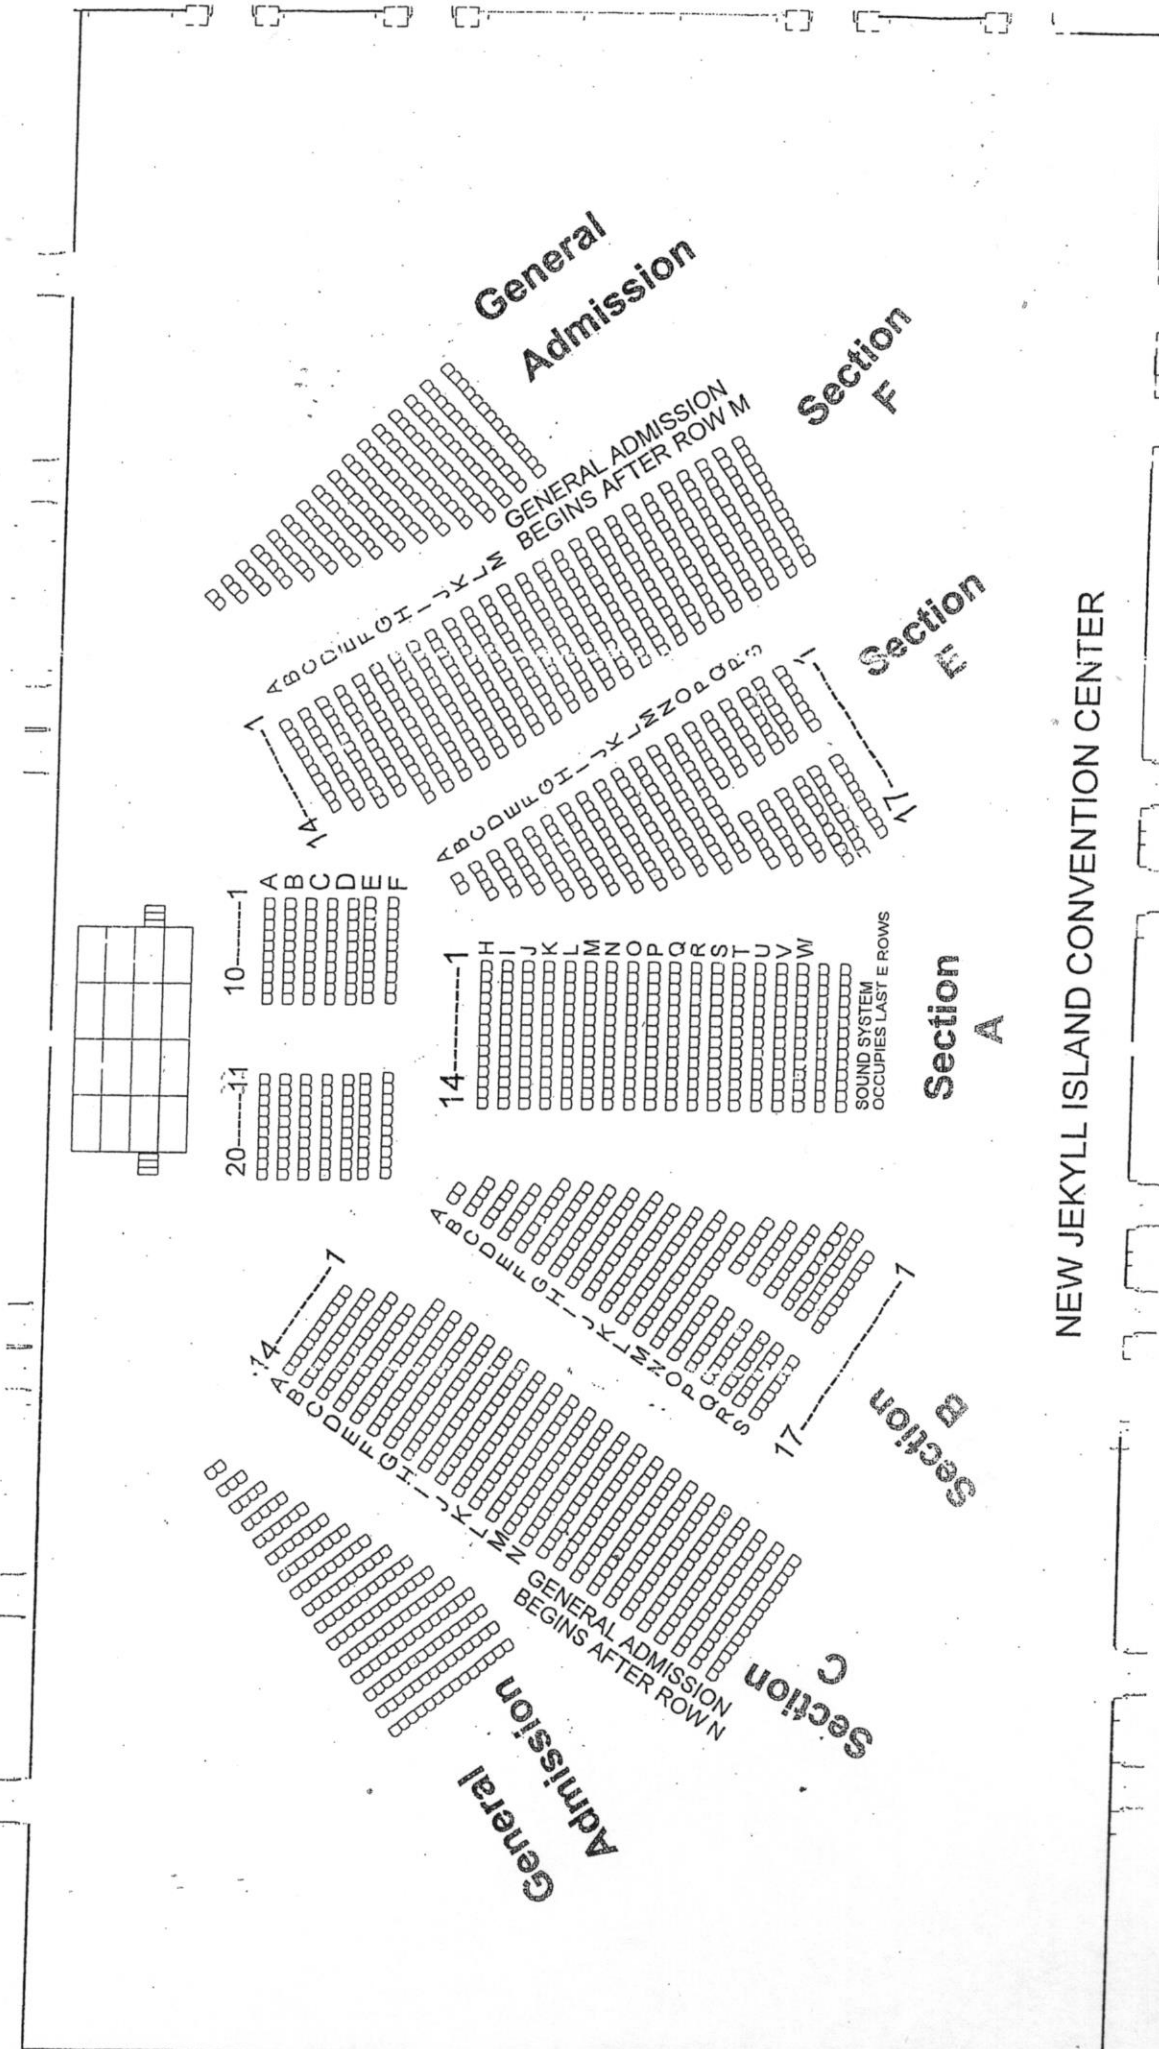 General
Admission
Section
F
GENERAL ADMISSION
BEGINS AFTER ROW M
A B C D E F G H I J K L M
14------1
Section
E
A B C D E F G H I J K L M N O P Q R S
17---------1
10-----1
A
B
C
D
E
F
20-----11
14---------1
H
I
J
K
L
M
N
O
P
Q
R
S
T
U
V
W
SOUND SYSTEM
OCCUPIES LAST E ROWS
Section
A
A B C D E F G H I J K L M N O P Q R S
17----------1
Section
B
14-------1
A B C D E F G H I J K L M N
GENERAL ADMISSION
BEGINS AFTER ROW N
Section
C
General
Admission
NEW JEKYLL ISLAND CONVENTION CENTER